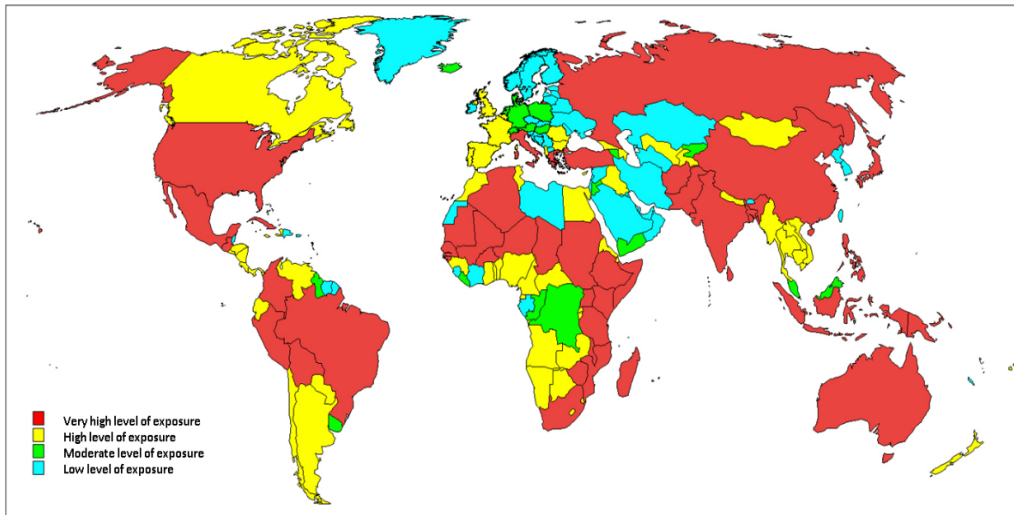 Very high level of exposure
High level of exposure
Moderate level of exposure
Low level of exposure